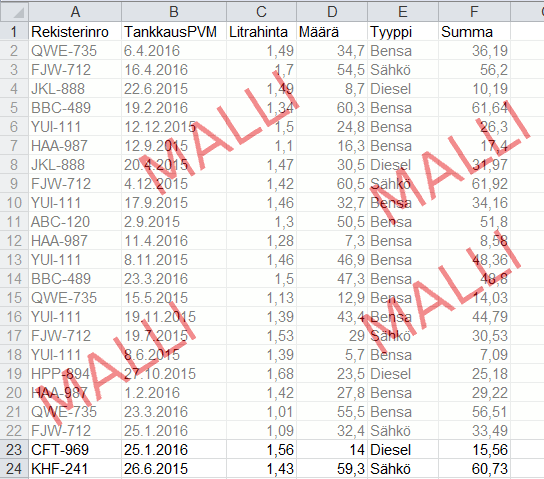 A B C D E F
1 Rekisterinro TankkausPVM Litrahinta Määrä Tyyppi Summa
2 QWE-735 6.4.2016 1,49 34,7 Bensa 36,19
3 FJW-712 16.4.2016 1,7 54,5 Sähkö 56,2
4 JKL-888 22.6.2015 1,49 8,7 Diesel 10,19
5 BBC-489 19.2.2016 1,34 60,3 Bensa 61,64
6 YUI-111 12.12.2015 1,5 24,8 Bensa 26,3
7 HAA-987 12.9.2015 1,1 16,3 Bensa 17,4
8 JKL-888 20.4.2015 1,47 30,5 Diesel 31,97
9 FJW-712 4.12.2015 1,42 60,5 Sähkö 61,92
10 YUI-111 17.9.2015 1,46 32,7 Bensa 34,16
11 ABC-120 2.9.2015 1,3 50,5 Bensa 51,8
12 HAA-987 11.4.2016 1,28 7,3 Bensa 8,58
13 YUI-111 8.11.2015 1,46 46,9 Bensa 48,36
14 BBC-489 23.3.2016 1,5 47,3 Bensa 48,8
15 QWE-735 15.5.2015 1,13 12,9 Bensa 14,03
16 YUI-111 19.11.2015 1,39 43,4 Bensa 44,79
17 FJW-712 19.7.2015 1,53 29 Sähkö 30,53
18 YUI-111 8.6.2015 1,39 5,7 Bensa 7,09
19 HPP-894 27.10.2015 1,68 23,5 Diesel 25,18
20 HAA-987 1.2.2016 1,42 27,8 Bensa 29,22
21 QWE-735 23.3.2016 1,01 55,5 Bensa 56,51
22 FJW-712 25.1.2016 1,09 32,4 Sähkö 33,49
23 CFT-969 25.1.2016 1,56 14 Diesel 15,56
24 KHF-241 26.6.2015 1,43 59,3 Sähkö 60,73
MALLI
MALLI
MALLI
MALLI